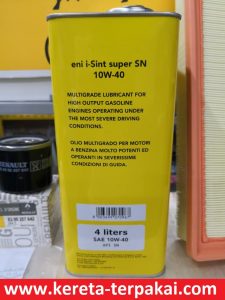 eni i-Sint super SN
10W-40
MULTIGRADE LUBRICANT FOR
HIGH OUTPUT GASOLINE
ENGINES OPERATING UNDER
THE MOST SEVERE DRIVING
CONDITIONS.
OLIO MULTIGRADO PER MOTORI
A BENZINA MOLTO POTENTI ED
OPERANTI IN SEVERISSIME
CONDIZIONI DI GUIDA.
RENAULT
4 liters
SAE 10W-40
API SN
www.kereta-terpakai.com